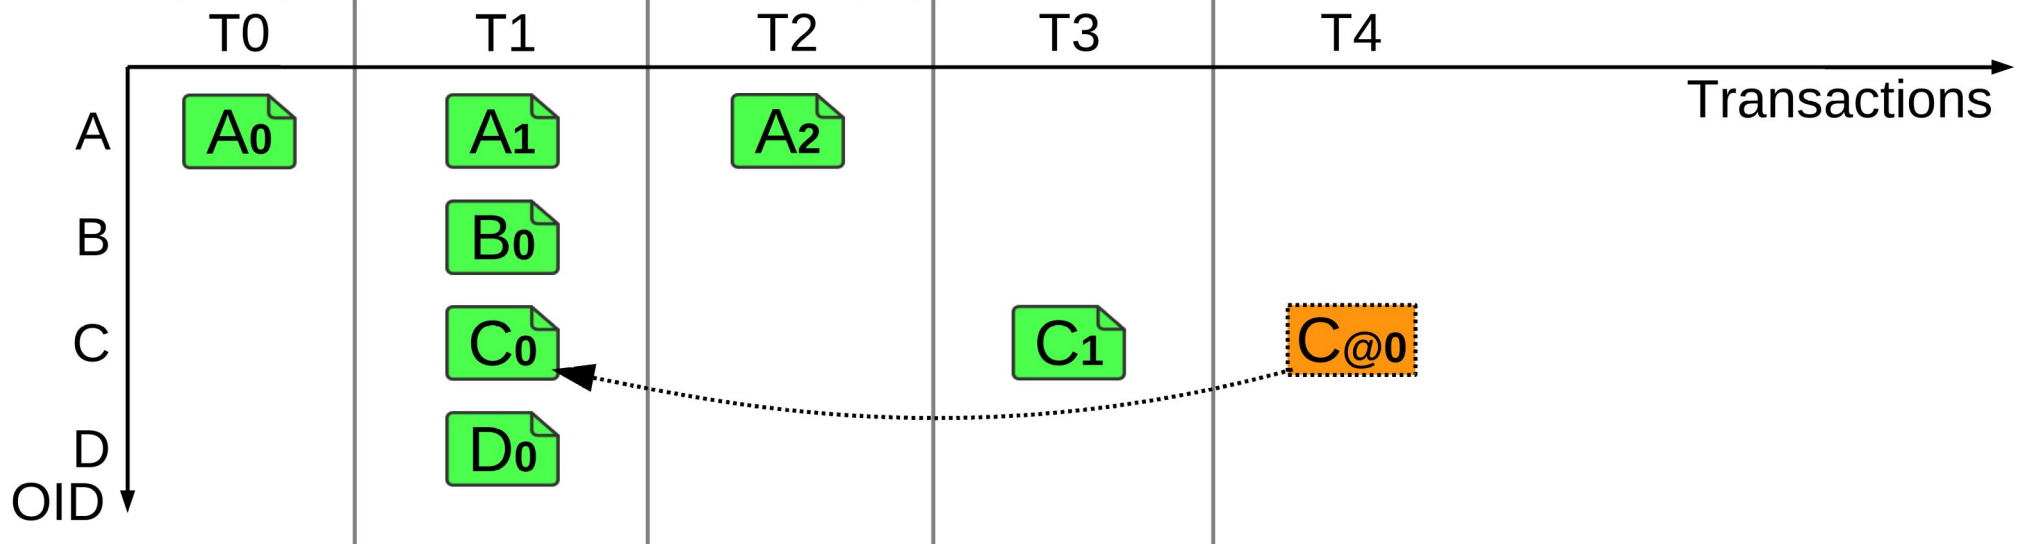 T0 T1 T2 T3 T4
Transactions
A A0 A1 A2
B B0
C C0 C1 C@0
D D0
OID